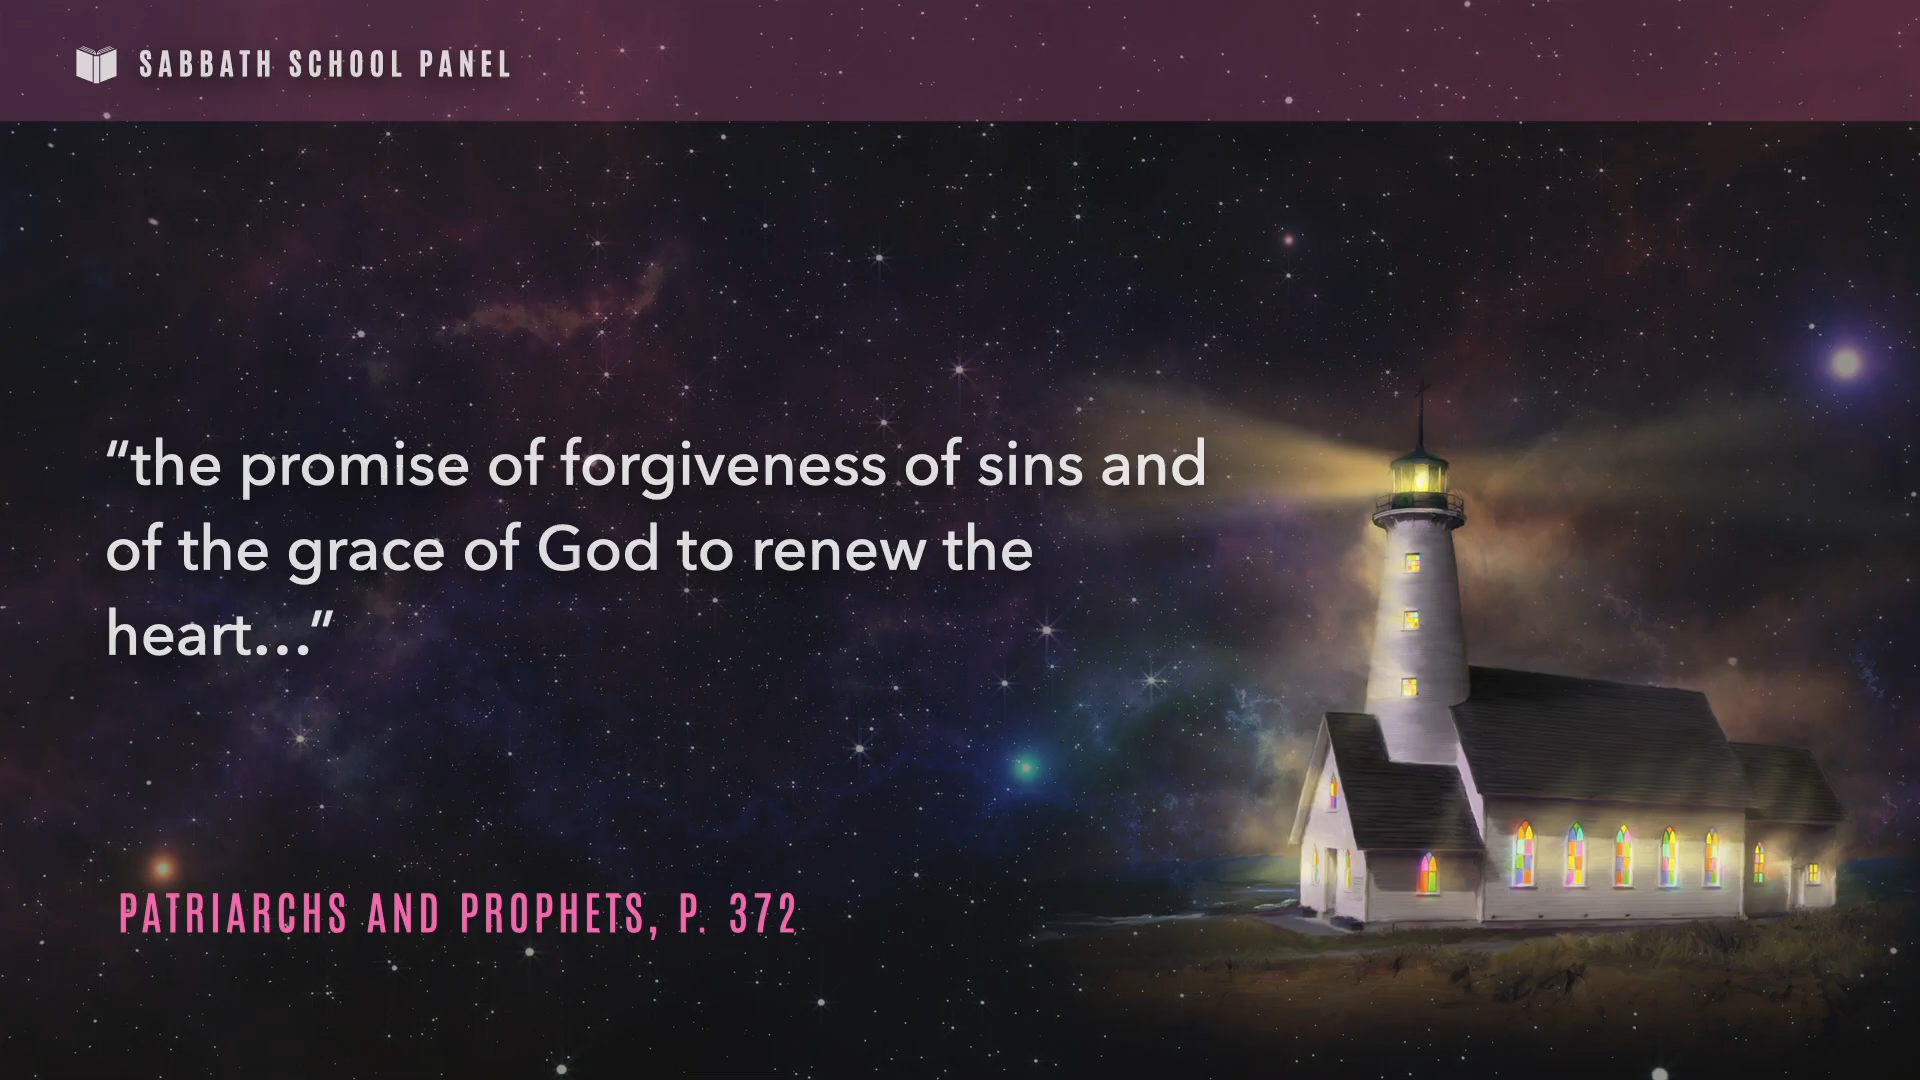 SABBATH SCHOOL PANEL
“the promise of forgiveness of sins and
of the grace of God to renew the
heart…”
PATRIARCHS AND PROPHETS, P. 372